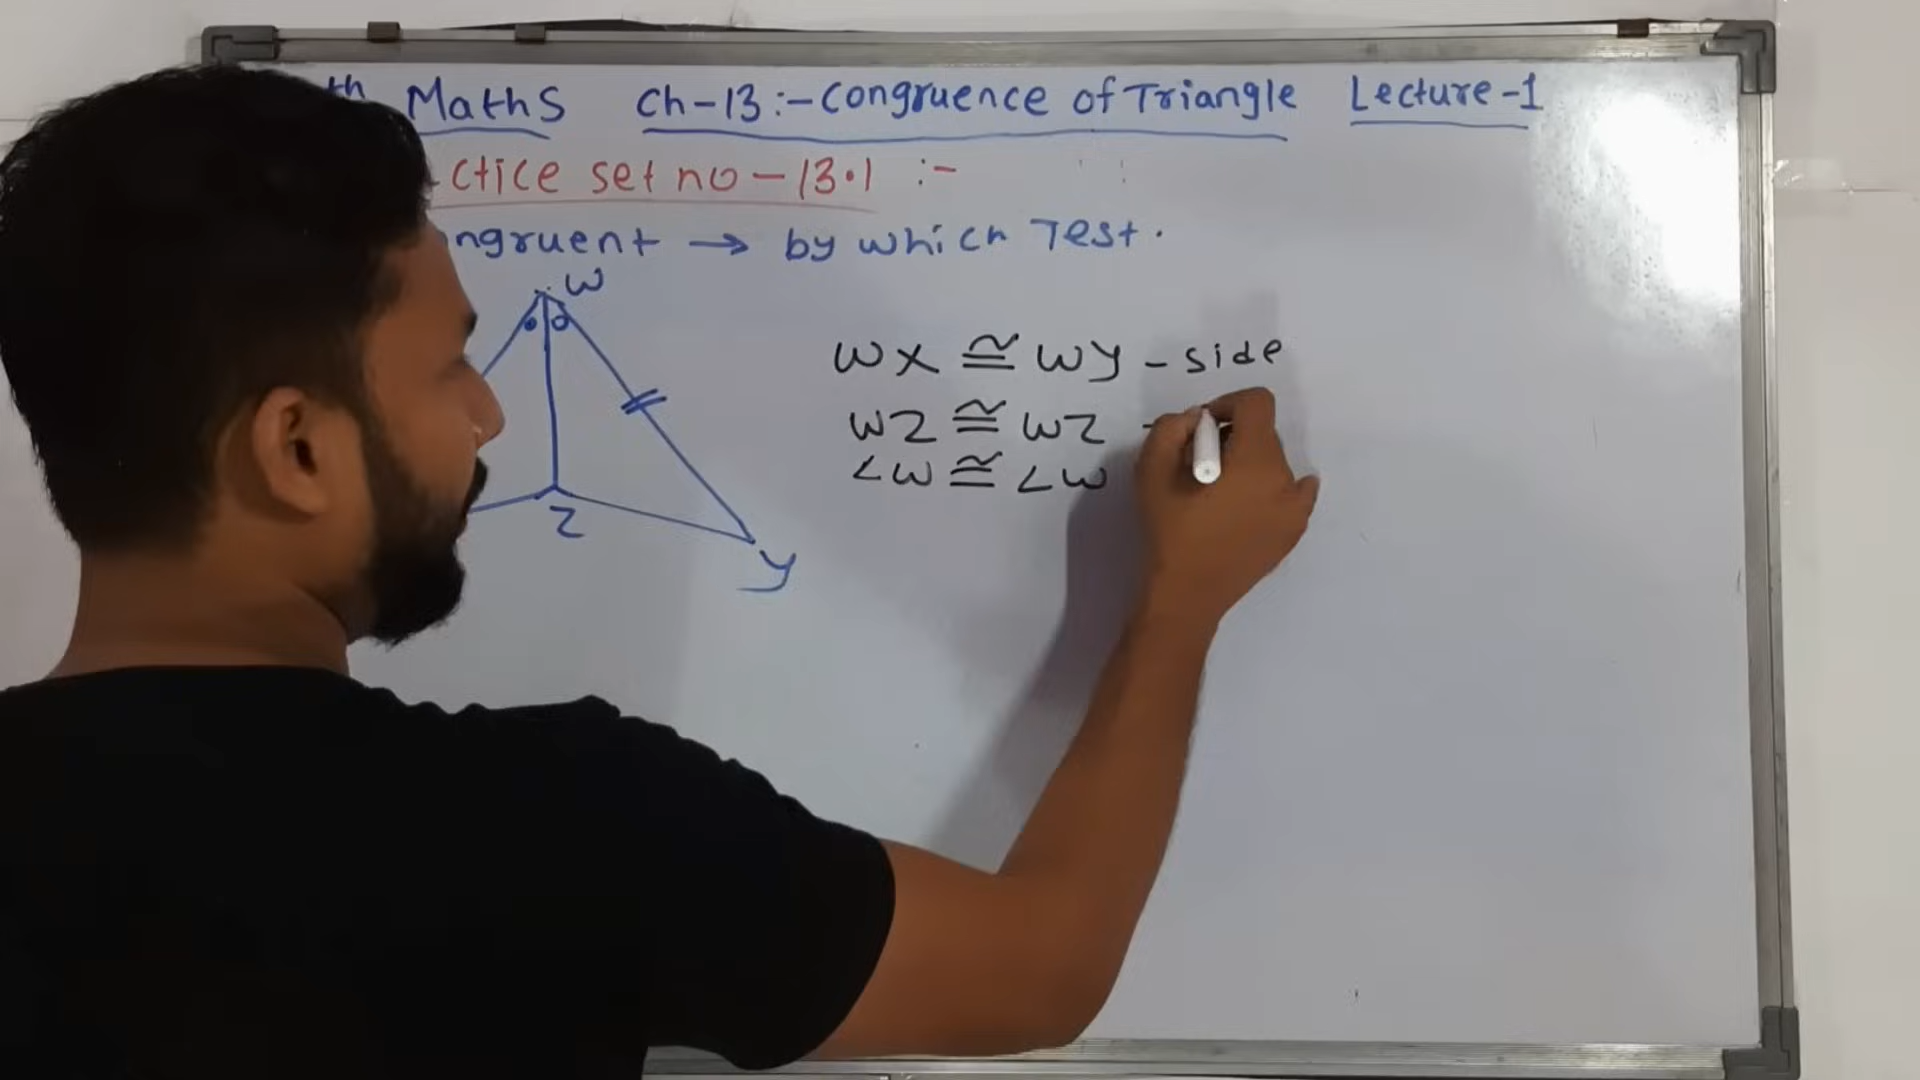 th Maths Ch-13:- Congruence of Triangle Lecture-1
ctice set no - 13.1 :-
ngruent → by which Test.
W
Z
y
WX ≅ WY - side
WZ ≅ WZ -
∠W ≅ ∠W